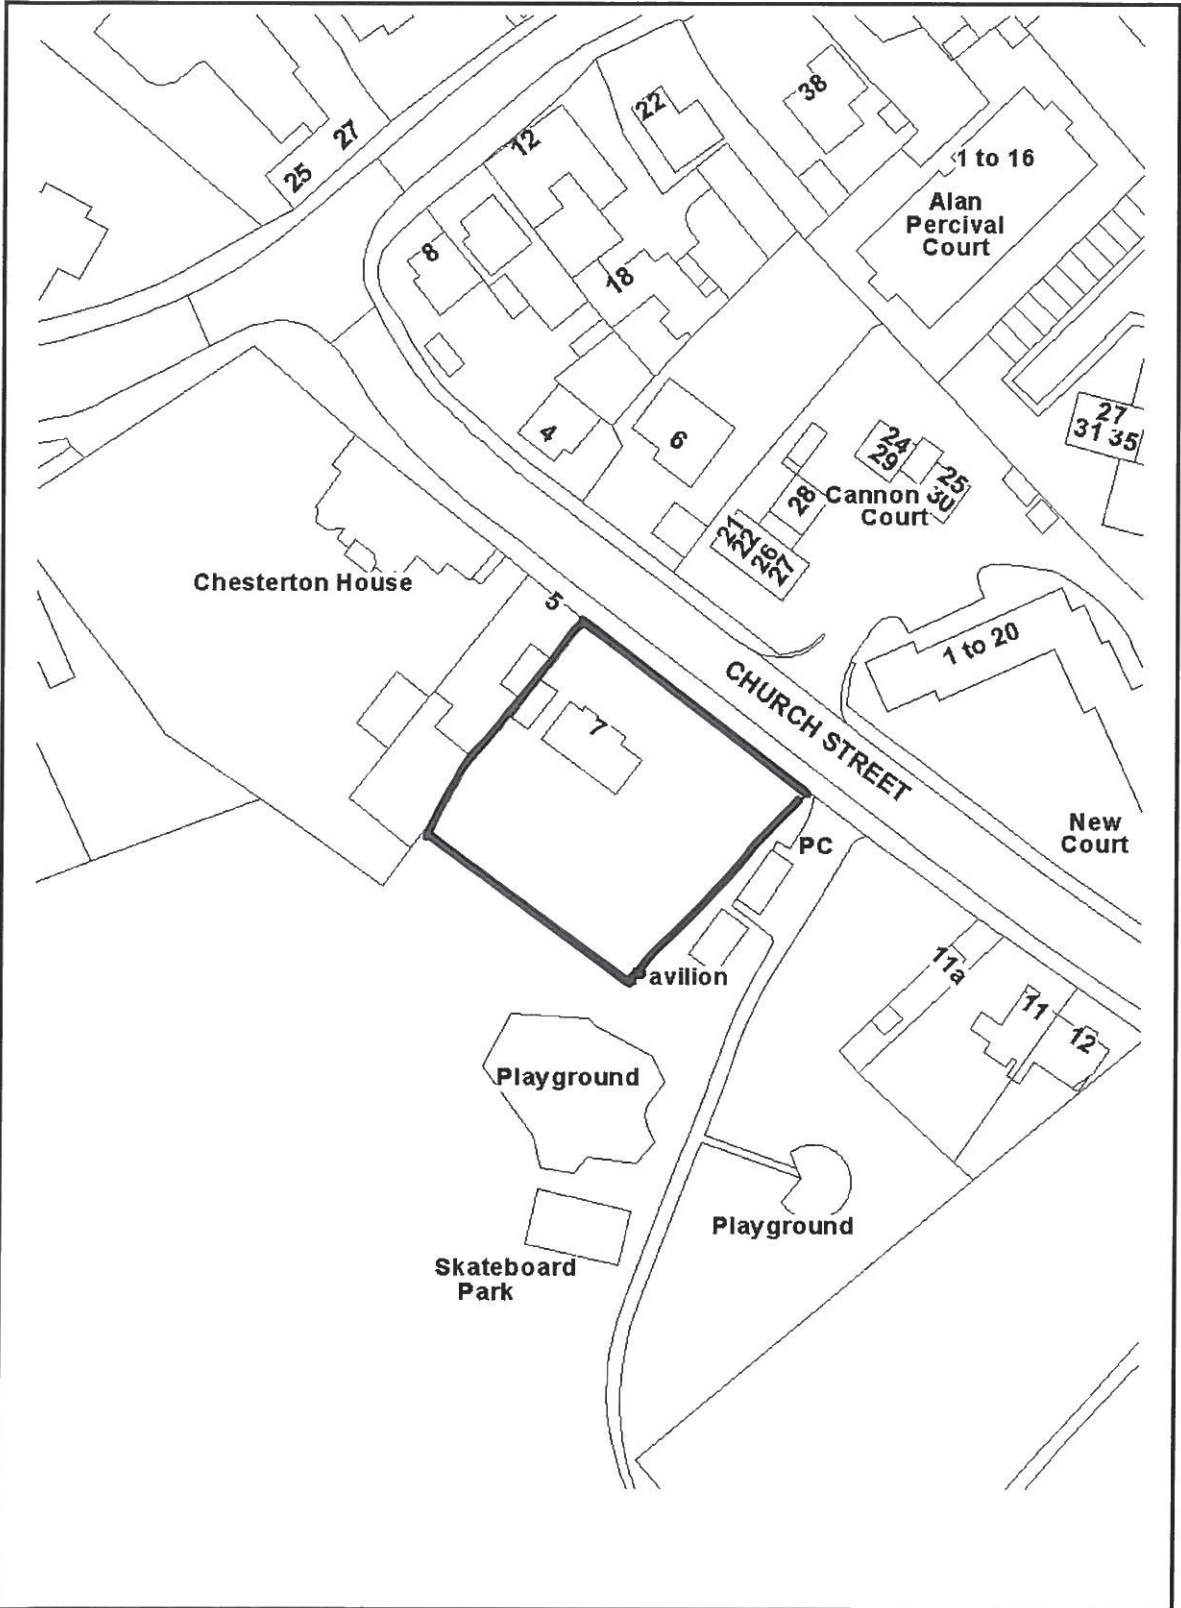 22
38
12
27
25
1 to 16
Alan
Percival
Court
8
18
4
6
27
31 35
24
29
25
30
28
Cannon
Court
21
22
26
27
Chesterton House
5
1 to 20
CHURCH STREET
7
New
Court
PC
Pavilion
11a
11
12
Playground
Playground
Skateboard
Park